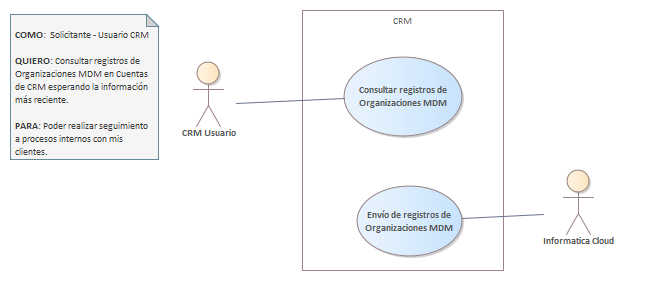 COMO: Solicitante - Usuario CRM
QUIERO: Consultar registros de
Organizaciones MDM en Cuentas
de CRM esperando la información
más reciente.
PARA: Poder realizar seguimiento
a procesos internos con mis
clientes.
CRM
CRM Usuario
Consultar registros de
Organizaciones MDM
Envío de registros de
Organizaciones MDM
Informatica Cloud